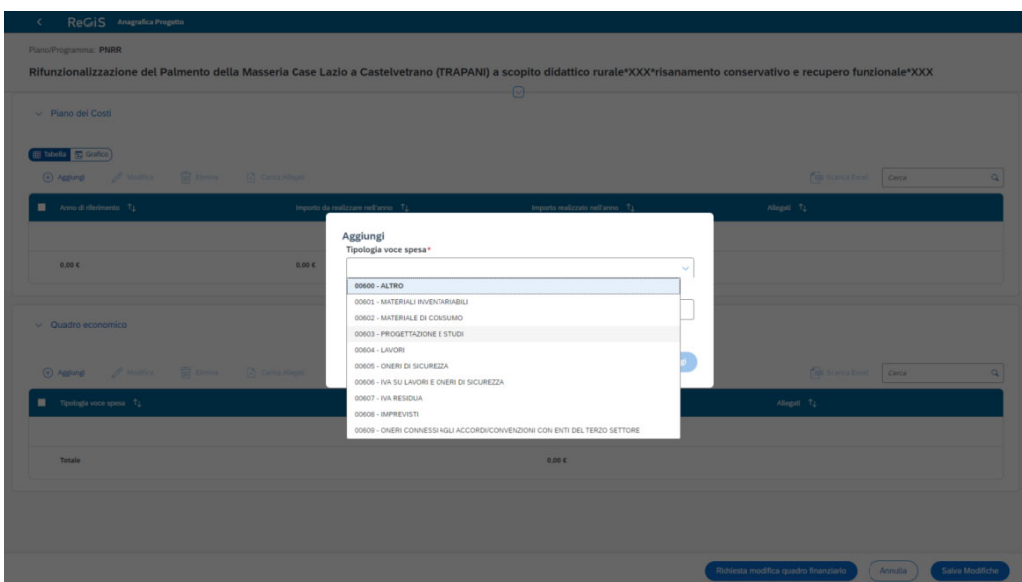 ReGiS Anagrafica Progetto
Piano/Programma: PNRR
Rifunzionalizzazione del Palmento della Masseria Case Lazio a Castelvetrano (TRAPANI) a scopito didattico rurale*XXX*risanamento conservativo e recupero funzionale*XXX
Piano dei Costi
Tabella Grafico
Aggiungi Modifica Elimina Carica Allegati Scarica Excel Cerca
Anno di riferimento Importo da realizzare nell'anno Importo realizzato nell'anno Allegati
0,00 € 0,00 €
Aggiungi
Tipologia voce spesa*
00600 - ALTRO
00601 - MATERIALI INVENTARIABILI
00602 - MATERIALE DI CONSUMO
00603 - PROGETTAZIONE E STUDI
00604 - LAVORI
00605 - ONERI DI SICUREZZA
00606 - IVA SU LAVORI E ONERI DI SICUREZZA
00607 - IVA RESIDUA
00608 - IMPREVISTI
00609 - ONERI CONNESSI AGLI ACCORDI/CONVENZIONI CON ENTI DEL TERZO SETTORE
Quadro economico
Aggiungi Modifica Elimina Carica Allegati Scarica Excel Cerca
Tipologia voce spesa Allegati
Totale 0,00 €
Richiesta modifica quadro finanziario Annulla Salva Modifiche